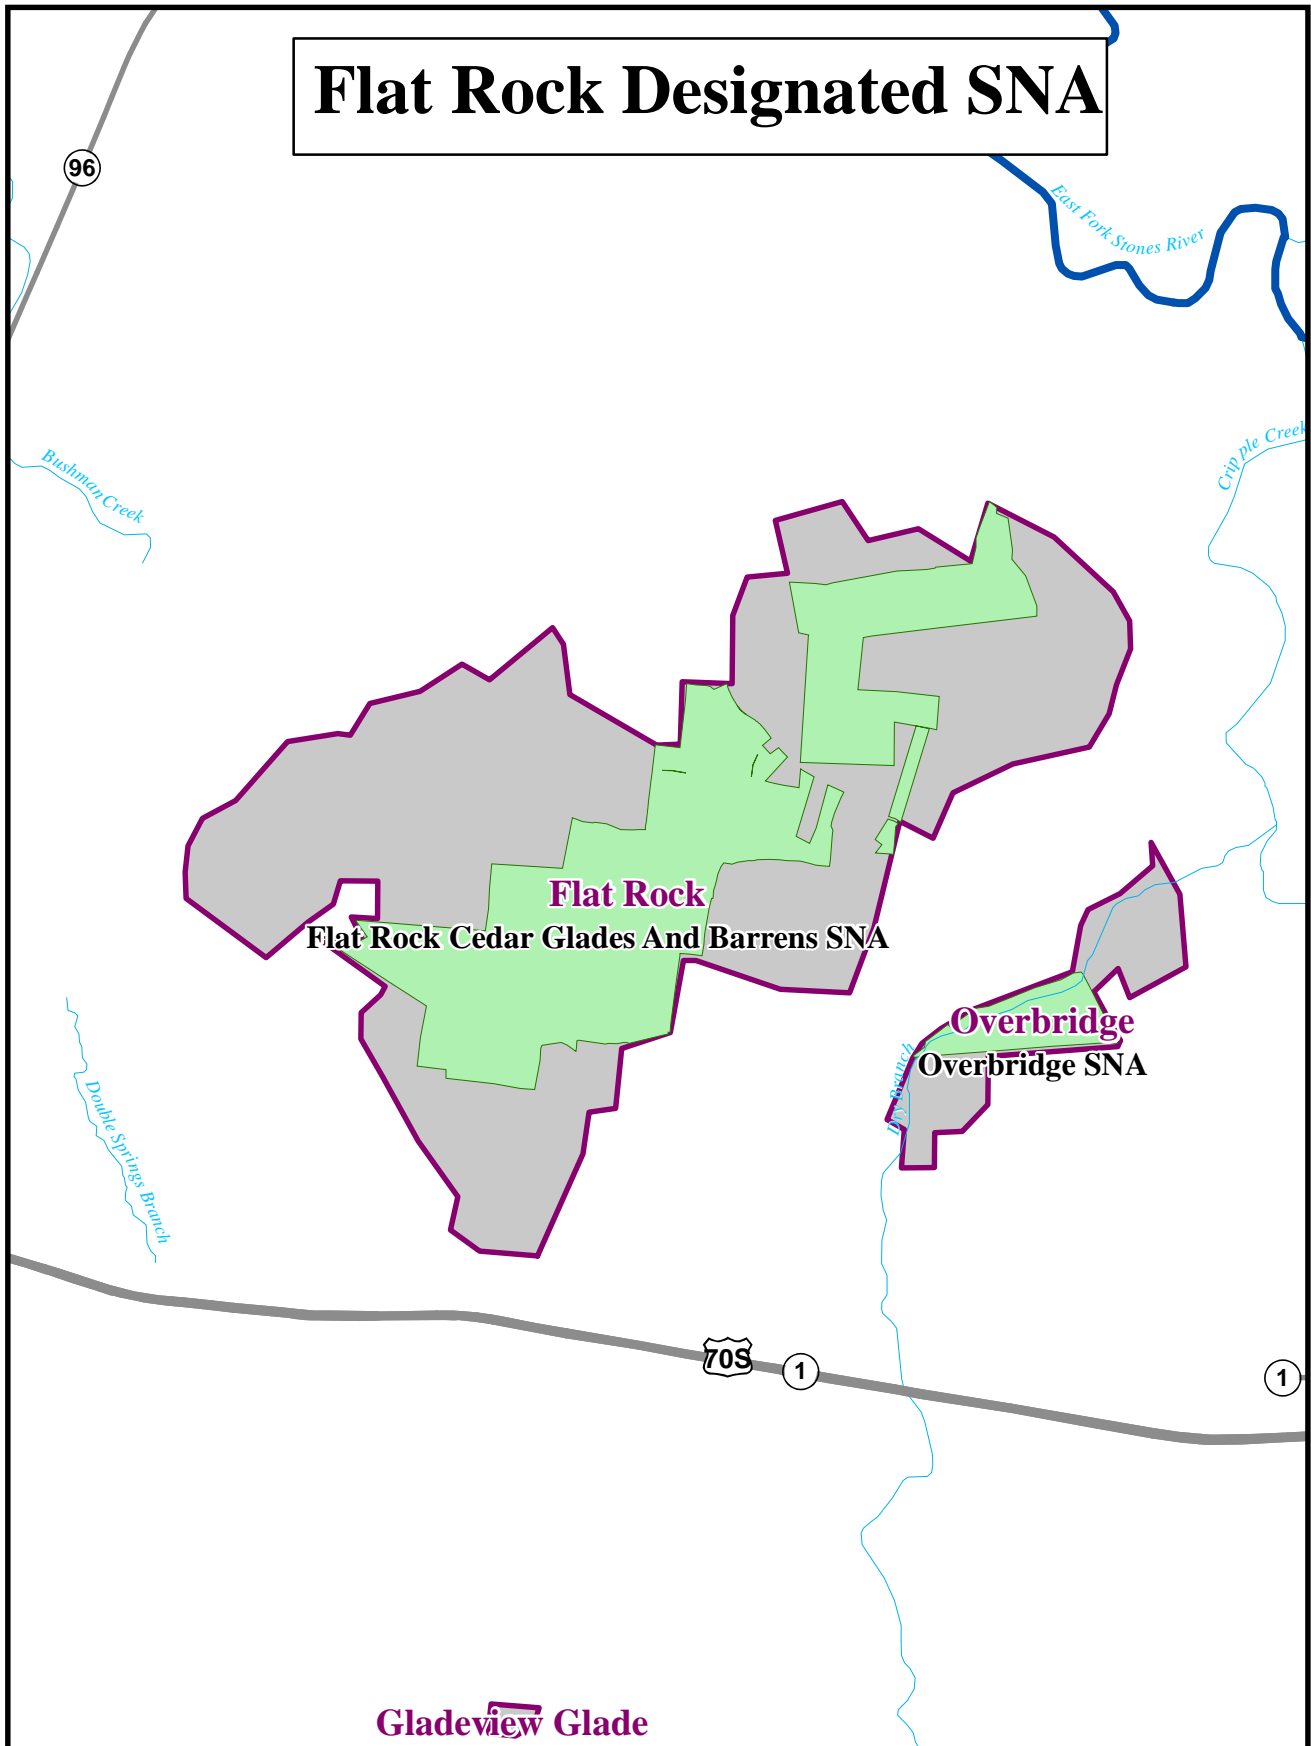 Flat Rock Designated SNA
96
East Fork Stones River
Cripple Creek
Bushman Creek
Flat Rock
Flat Rock Cedar Glades And Barrens SNA
Overbridge
Overbridge SNA
Dry Branch
Double Springs Branch
70S
1
1
Gladeview Glade